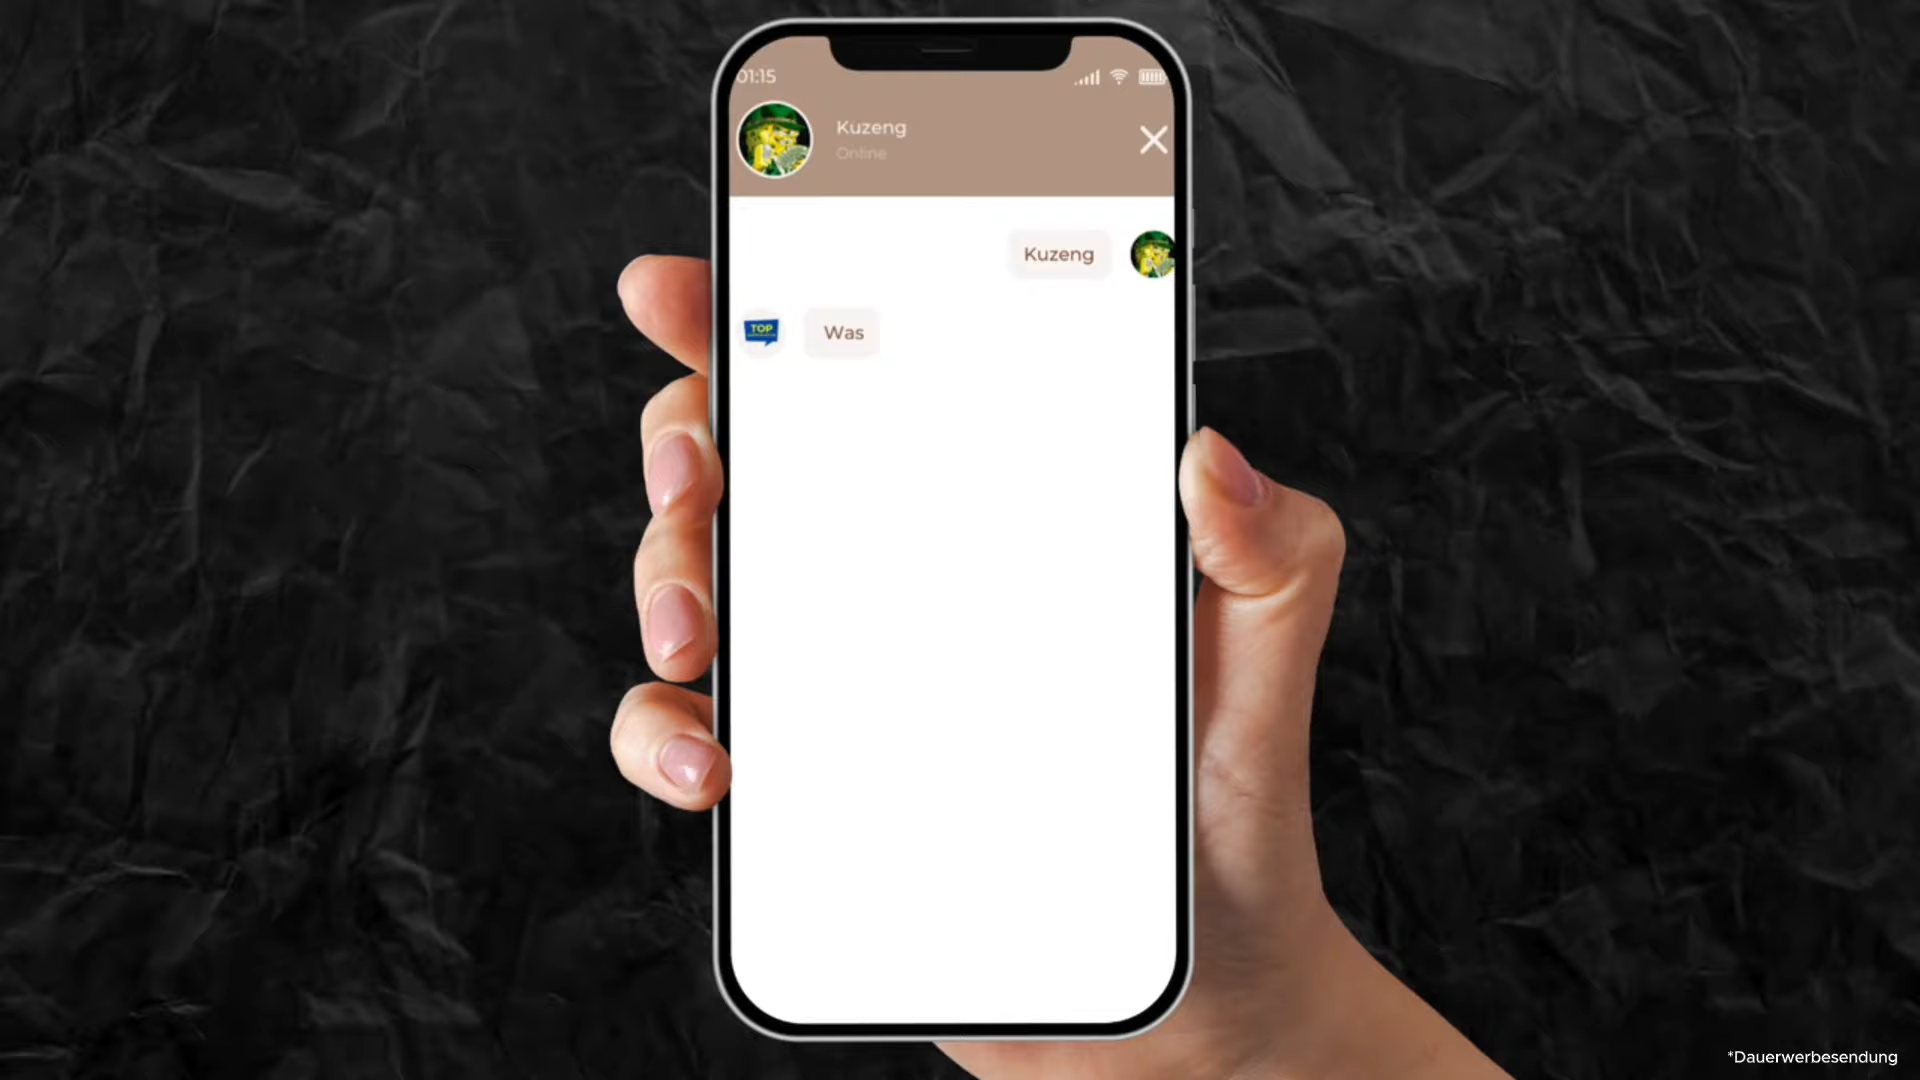 01:15
Kuzeng
Online
Kuzeng
TOP
Was
*Dauerwerbesendung